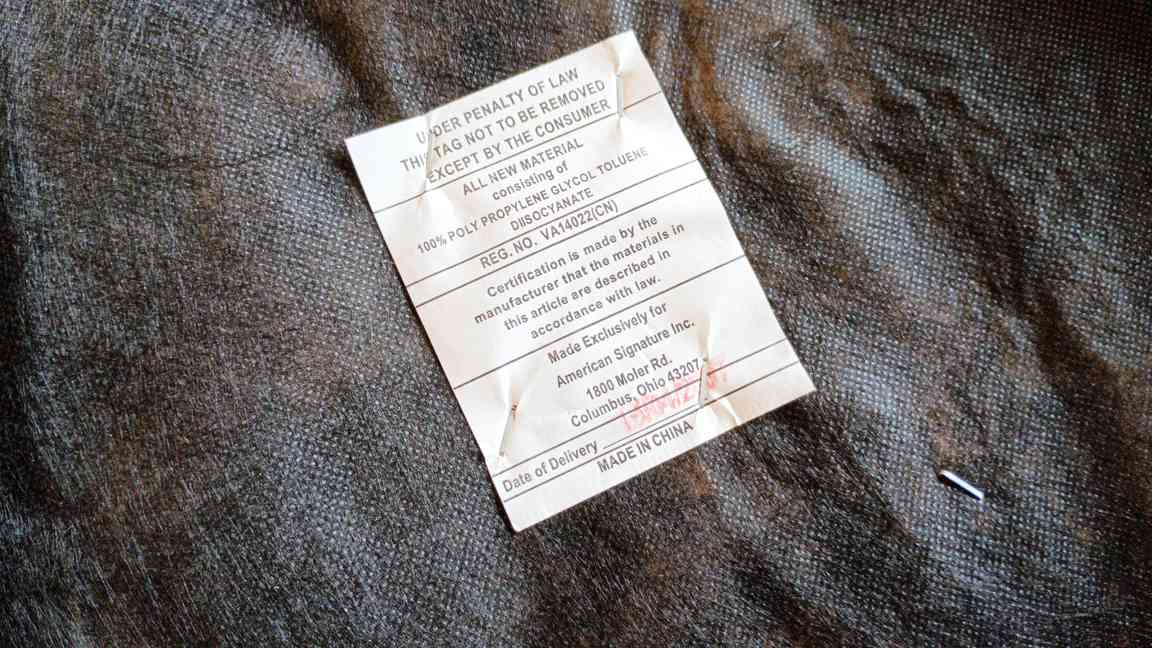 UNDER PENALTY OF LAW
THIS TAG NOT TO BE REMOVED
EXCEPT BY THE CONSUMER
ALL NEW MATERIAL
consisting of
100% POLY PROPYLENE GLYCOL TOLUENE
DIISOCYANATE
REG. NO. VA14022(CN)
Certification is made by the
manufacturer that the materials in
this article are described in
accordance with law.
Made Exclusively for
American Signature Inc.
1800 Moler Rd.
Columbus, Ohio 43207
Date of Delivery
MADE IN CHINA